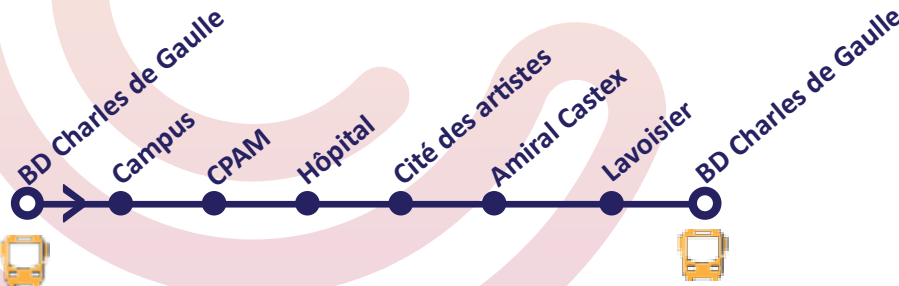 BD Charles de Gaulle
Campus
CPAM
Hôpital
Cité des artistes
Amiral Castex
Lavoisier
BD Charles de Gaulle